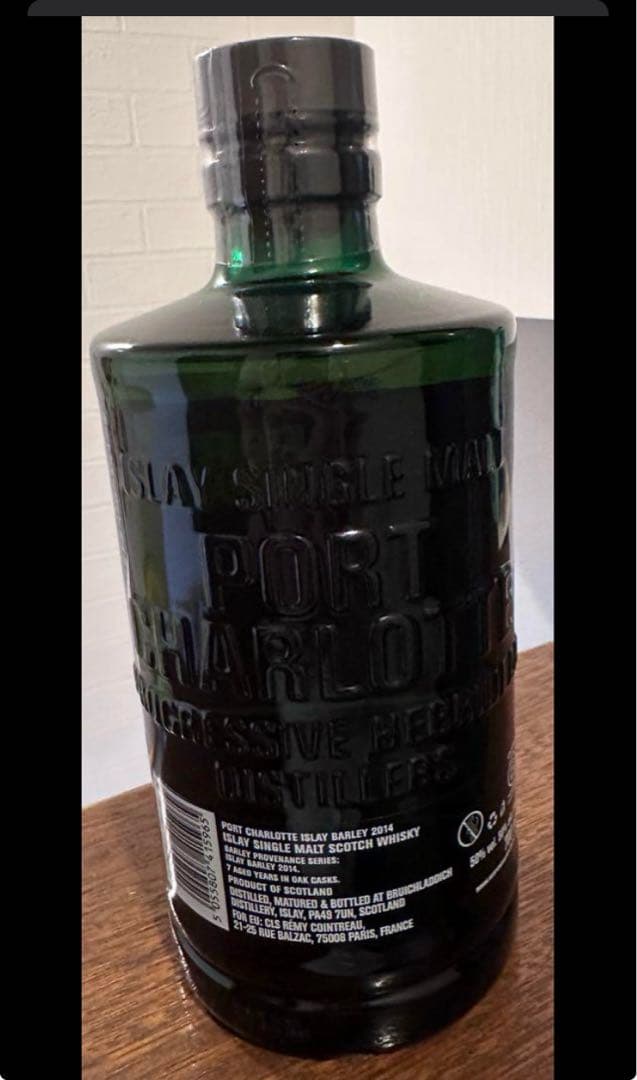 ISLAY SINGLE MALT
PORT
CHARLOTTE
PROGRESSIVE HEBRIDEAN
DISTILLERS
PORT CHARLOTTE ISLAY BARLEY 2014
ISLAY SINGLE MALT SCOTCH WHISKY
BARLEY PROVENANCE SERIES:
ISLAY BARLEY 2014.
7 AGED YEARS IN OAK CASKS.
PRODUCT OF SCOTLAND
DISTILLED, MATURED & BOTTLED AT BRUICHLADDICH
DISTILLERY, ISLAY, PA49 7UN, SCOTLAND
FOR EU: CLS RÉMY COINTREAU,
21-25 RUE BALZAC, 75008 PARIS, FRANCE
5 055807 415965
50% vol.